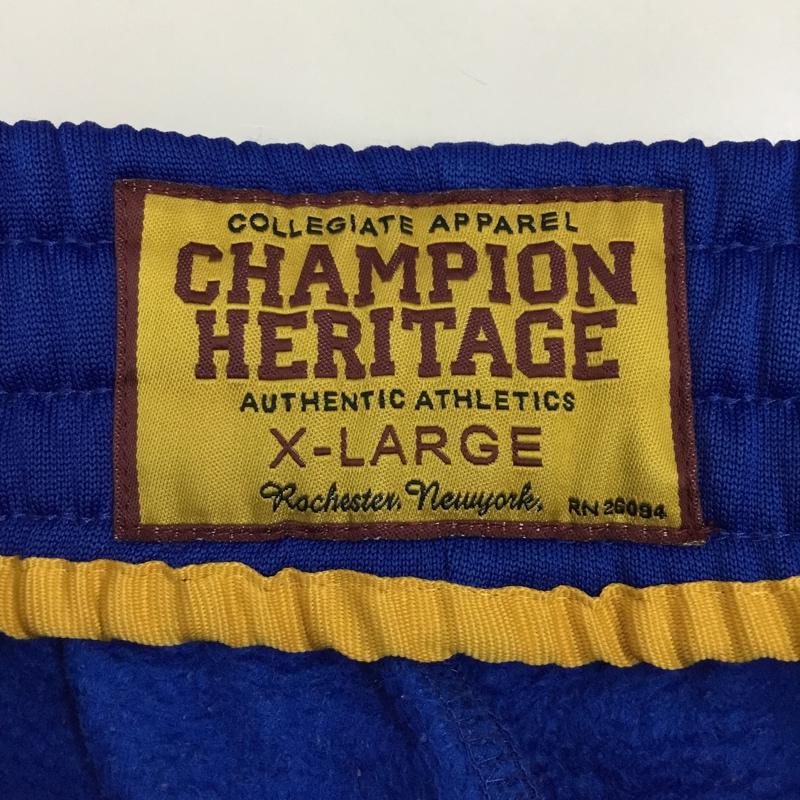 COLLEGIATE APPAREL
CHAMPION
HERITAGE
AUTHENTIC ATHLETICS
X-LARGE
Rochester, Newyork,
RN 26094